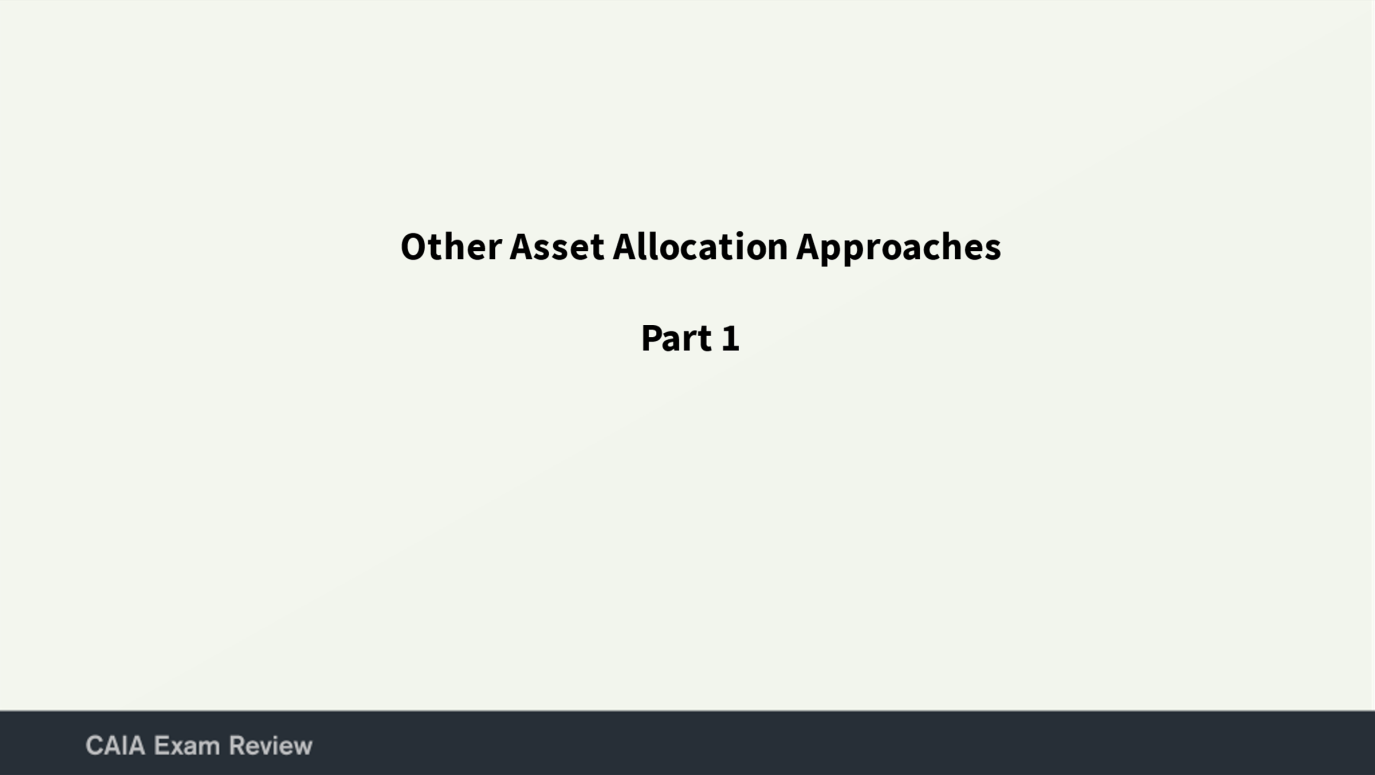 Other Asset Allocation Approaches
Part 1
CAIA Exam Review